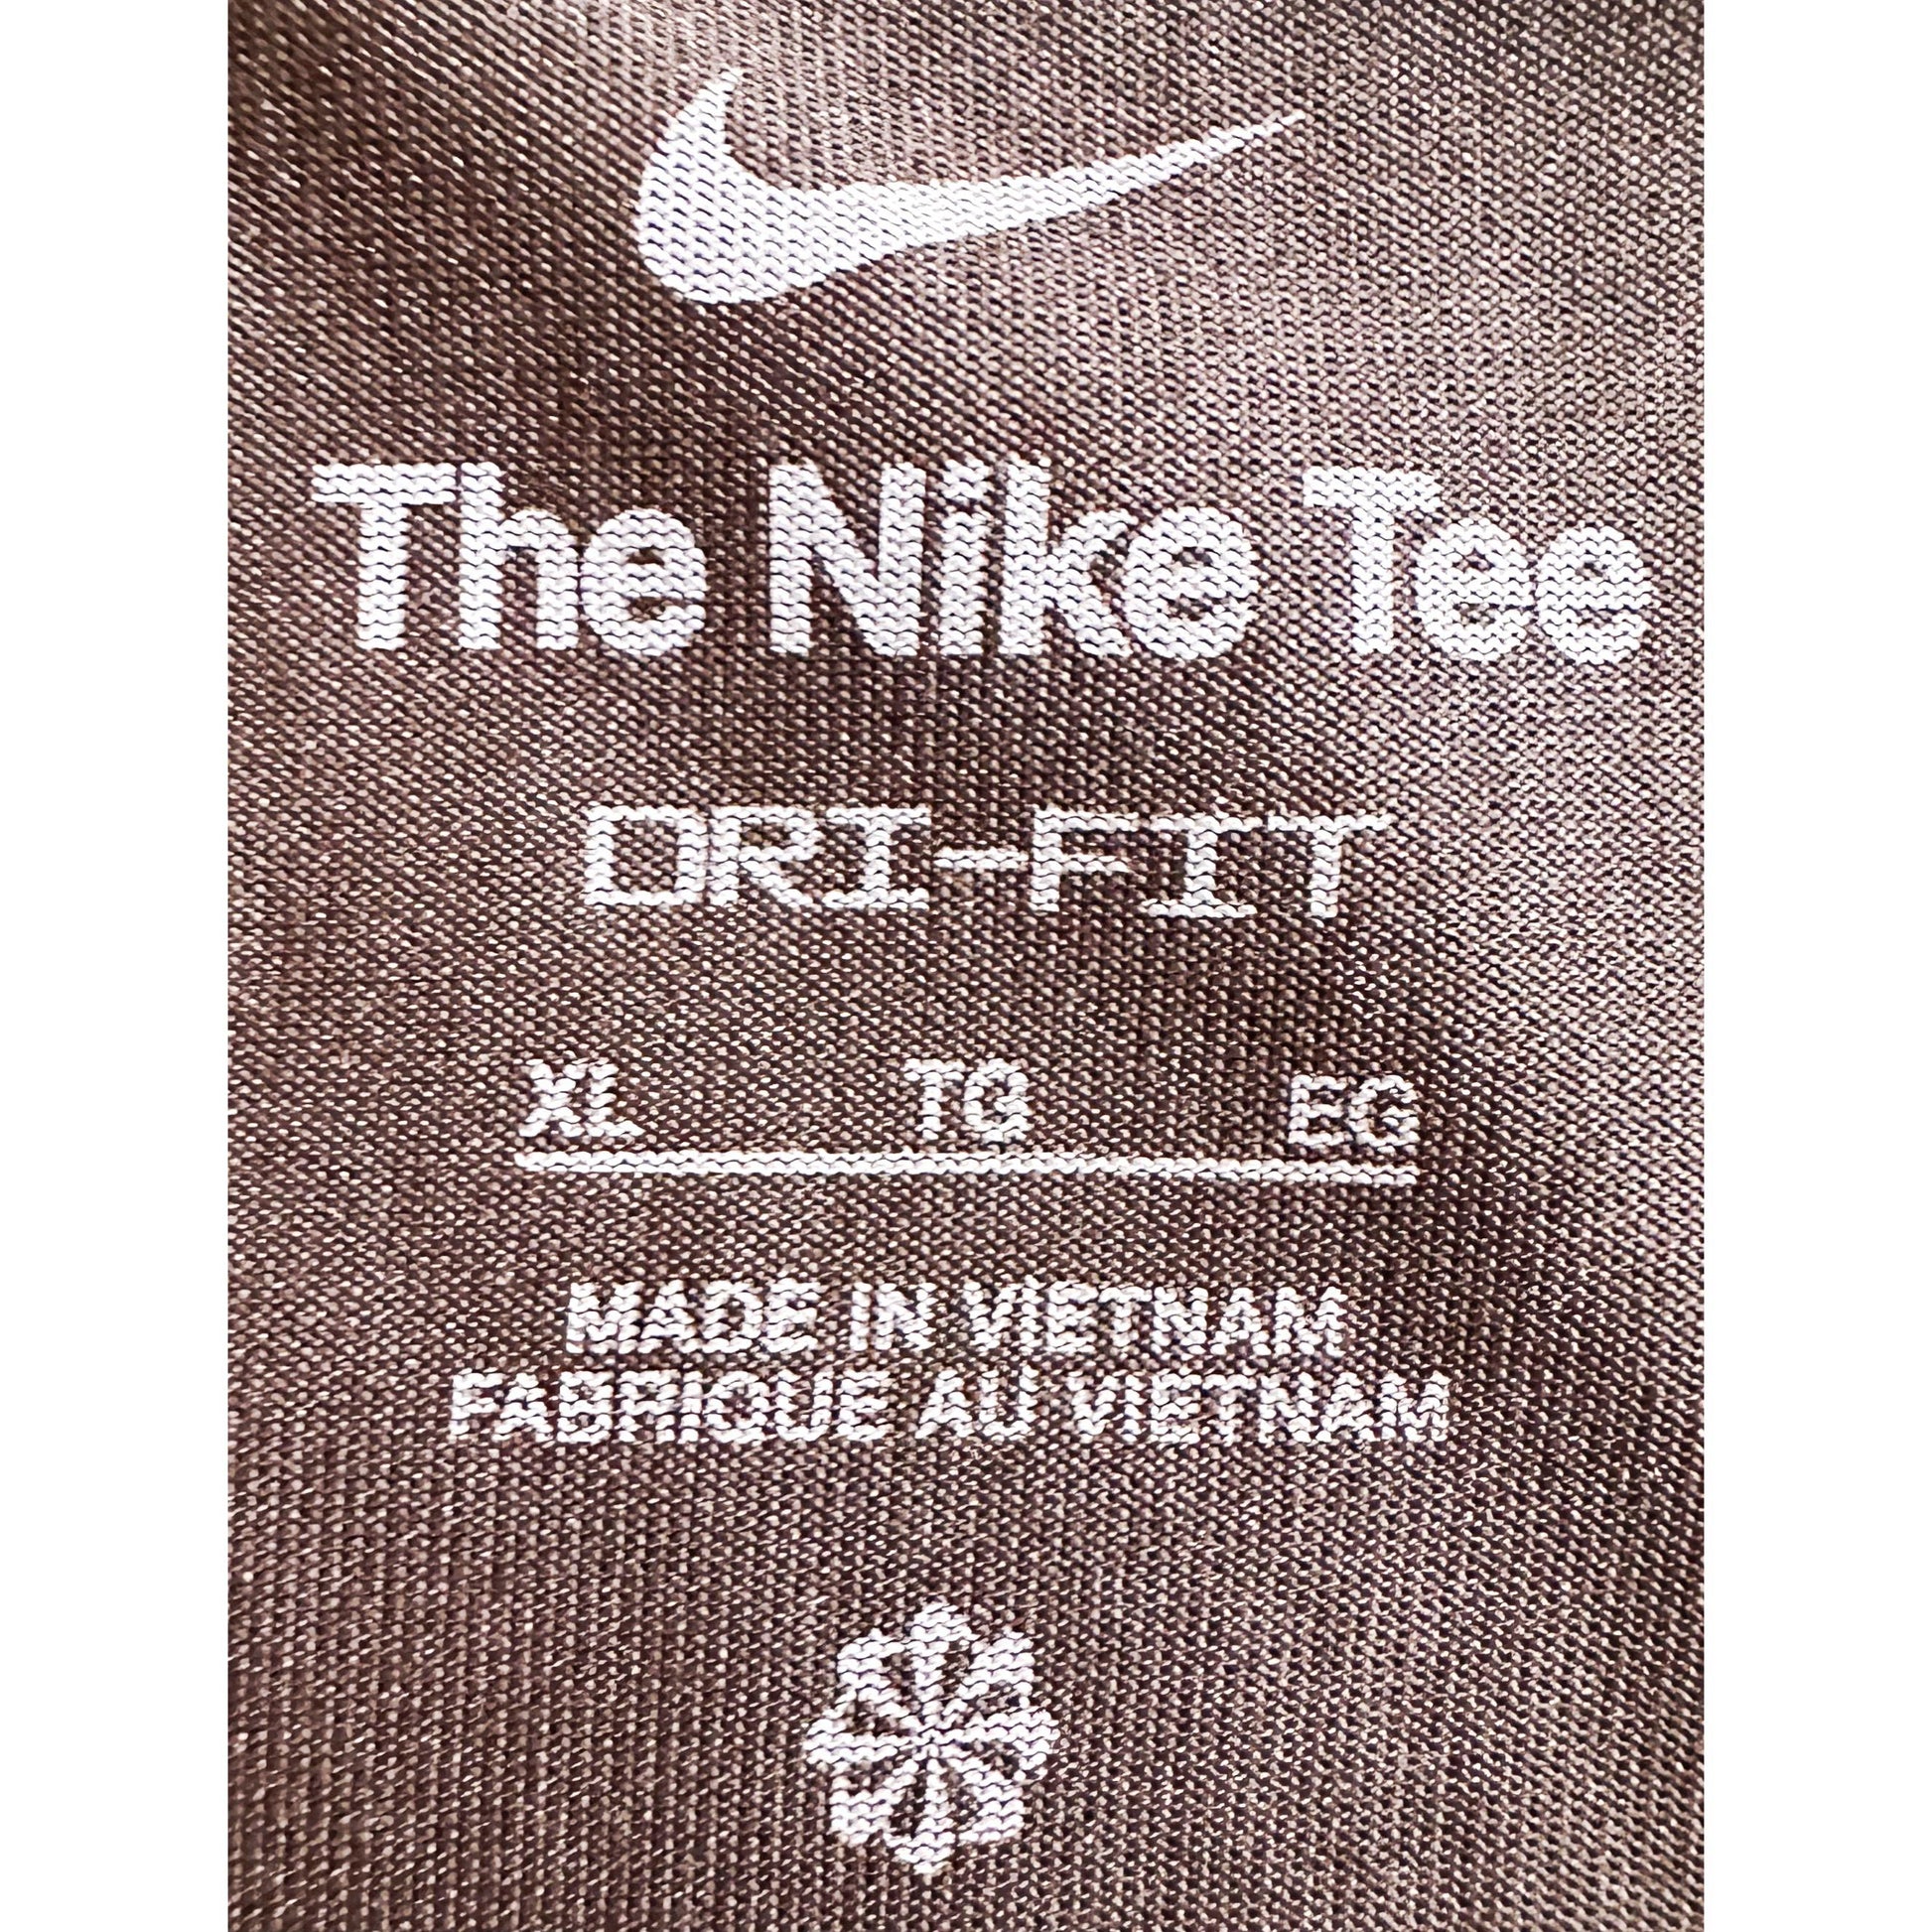 The Nike Tee
DRI-FIT
XL TG EG
MADE IN VIETNAM
FABRIQUE AU VIETNAM